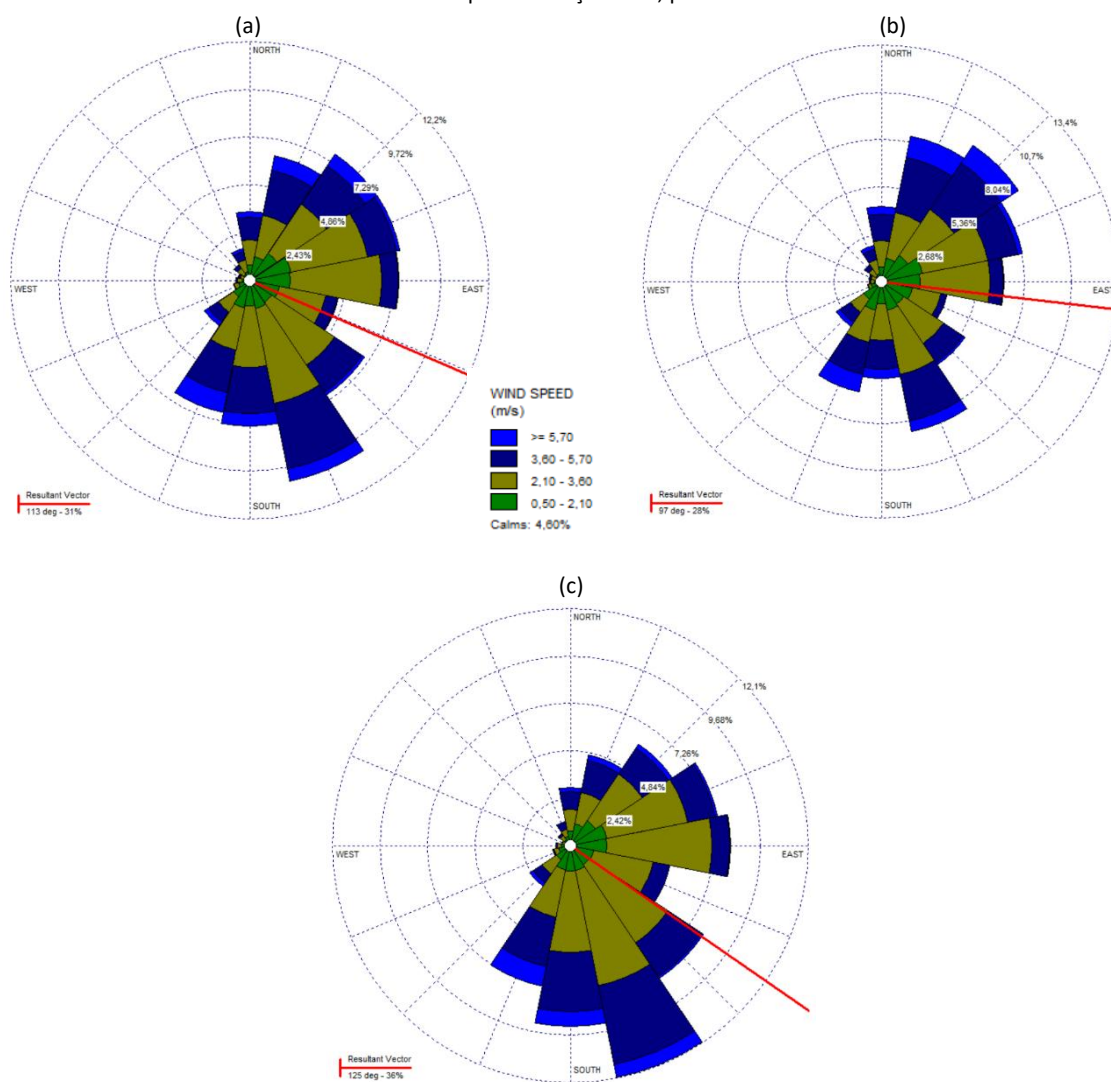 (a)
NORTH
12,2%
9,72%
7,29%
4,86%
2,43%
WEST
EAST
SOUTH
Resultant Vector
113 deg - 31%
WIND SPEED
(m/s)
>= 5,70
3,60 - 5,70
2,10 - 3,60
0,50 - 2,10
Calms: 4,60%
(b)
NORTH
13,4%
10,7%
8,04%
5,36%
2,68%
WEST
EAST
SOUTH
Resultant Vector
97 deg - 28%
(c)
NORTH
12,1%
9,68%
7,26%
4,84%
2,42%
WEST
EAST
SOUTH
Resultant Vector
125 deg - 36%